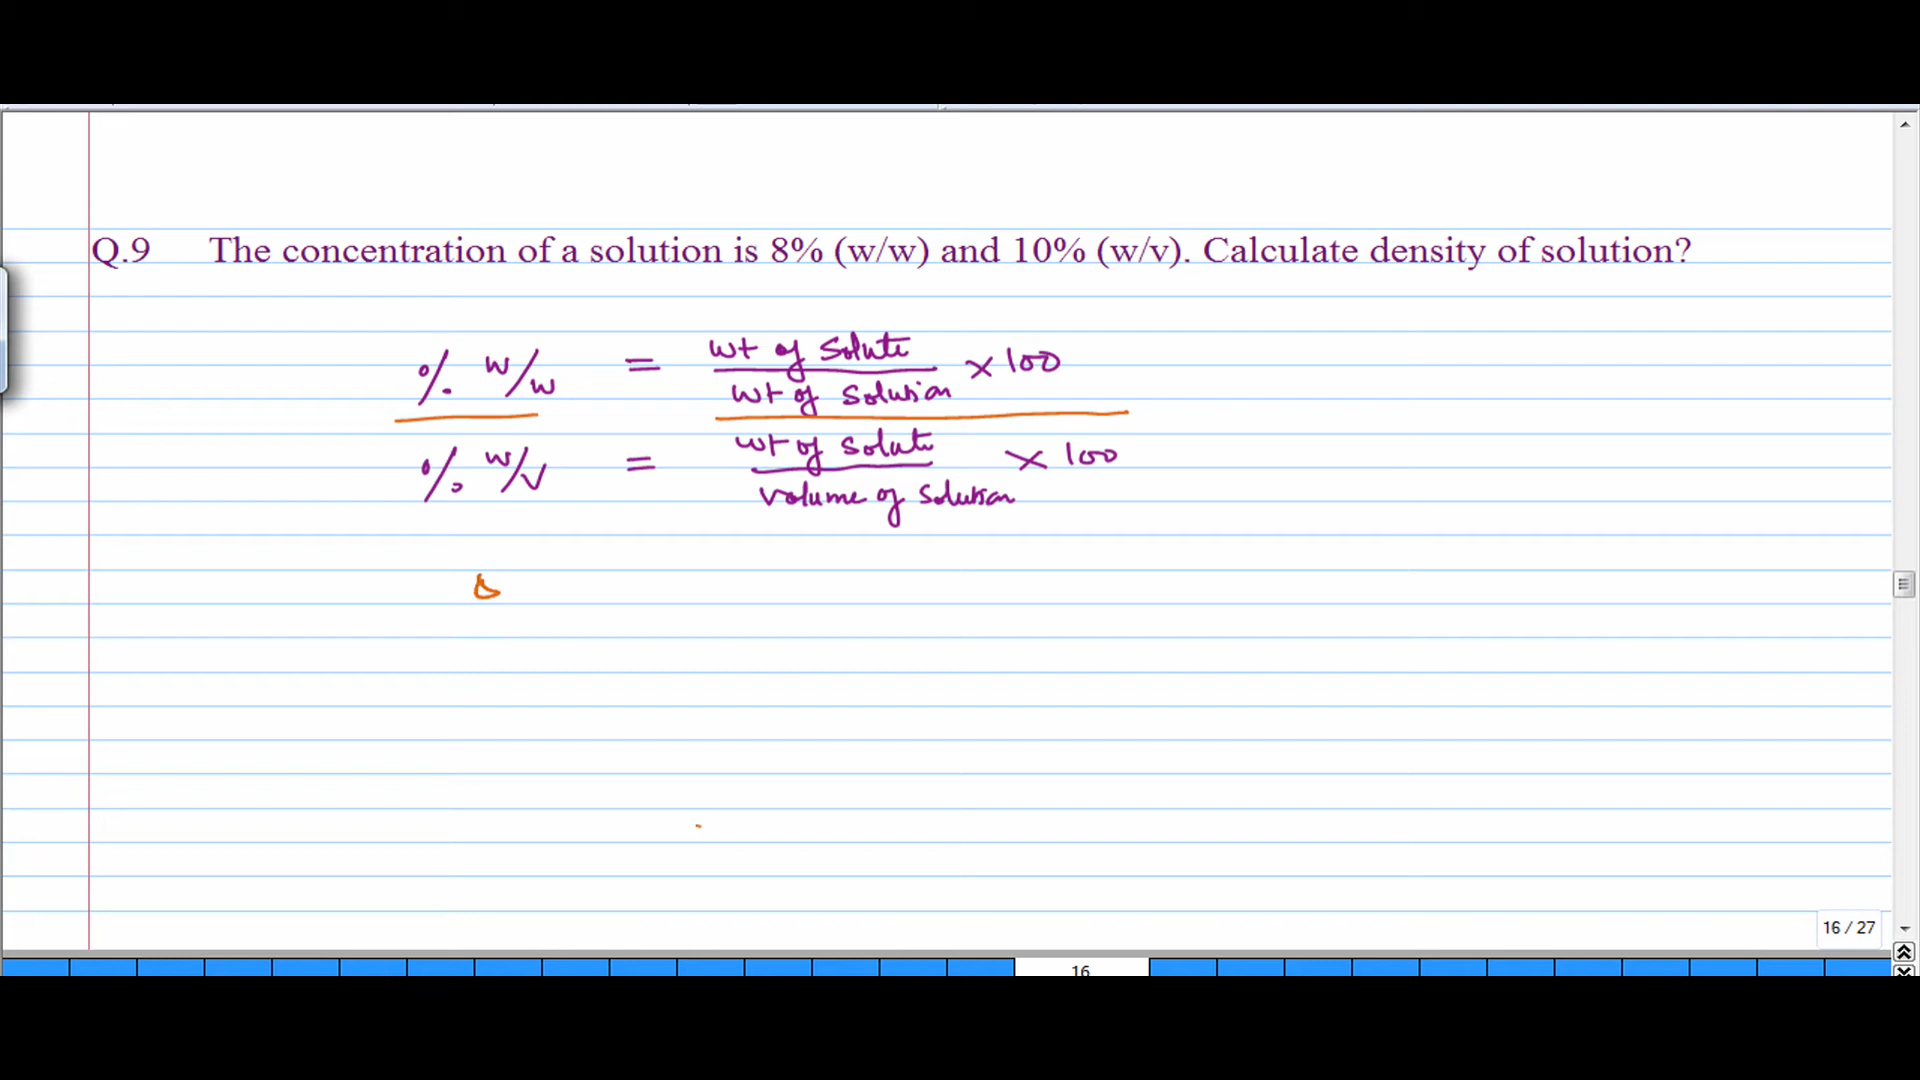 Q.9 The concentration of a solution is 8% (w/w) and 10% (w/v). Calculate density of solution?
% w/w = wt of solute / wt of solution × 100
% w/v = wt of solute / volume of solution × 100
16 / 27
16